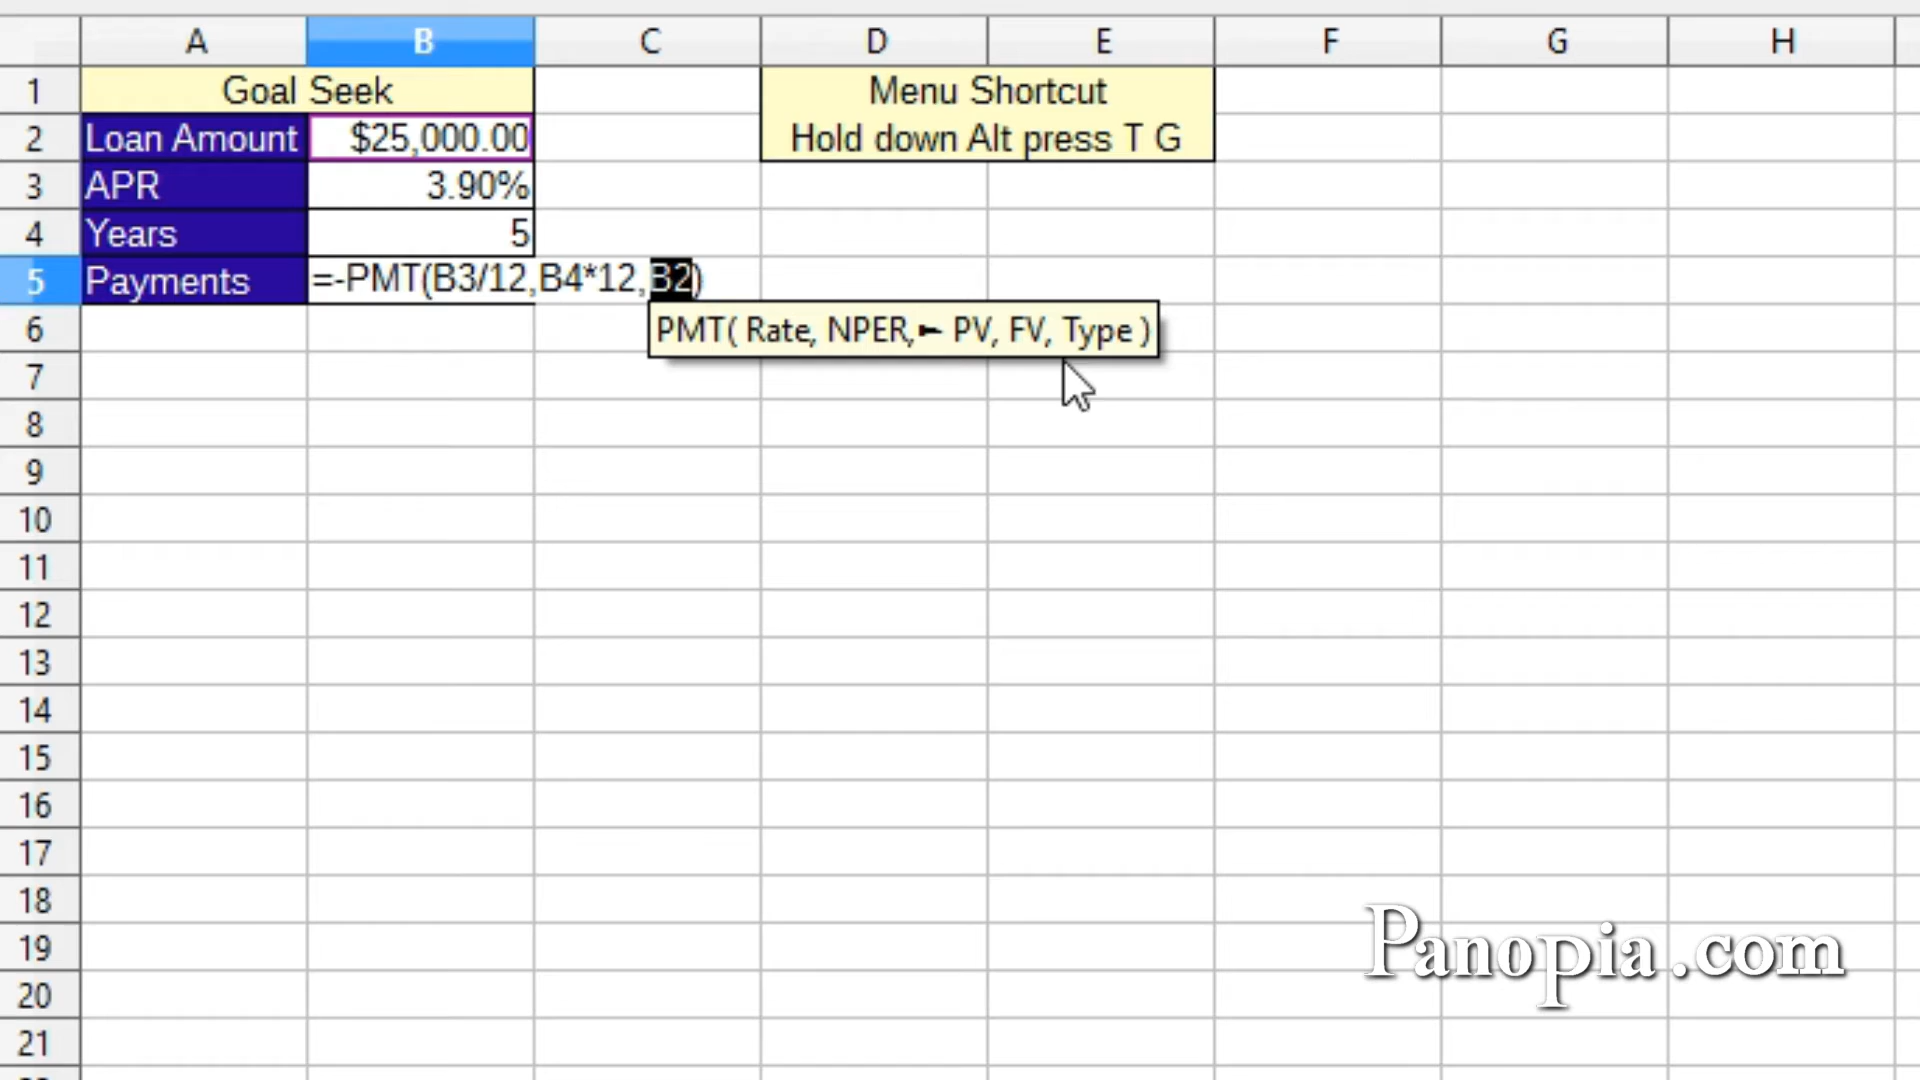 A B C D E F G H
1 Goal Seek Menu Shortcut
2 Loan Amount $25,000.00 Hold down Alt press T G
3 APR 3.90%
4 Years 5
5 Payments =-PMT(B3/12,B4*12,B2)
6 PMT( Rate, NPER, PV, FV, Type )
7
8
9
10
11
12
13
14
15
16
17
18
19
20
21
Panopia.com